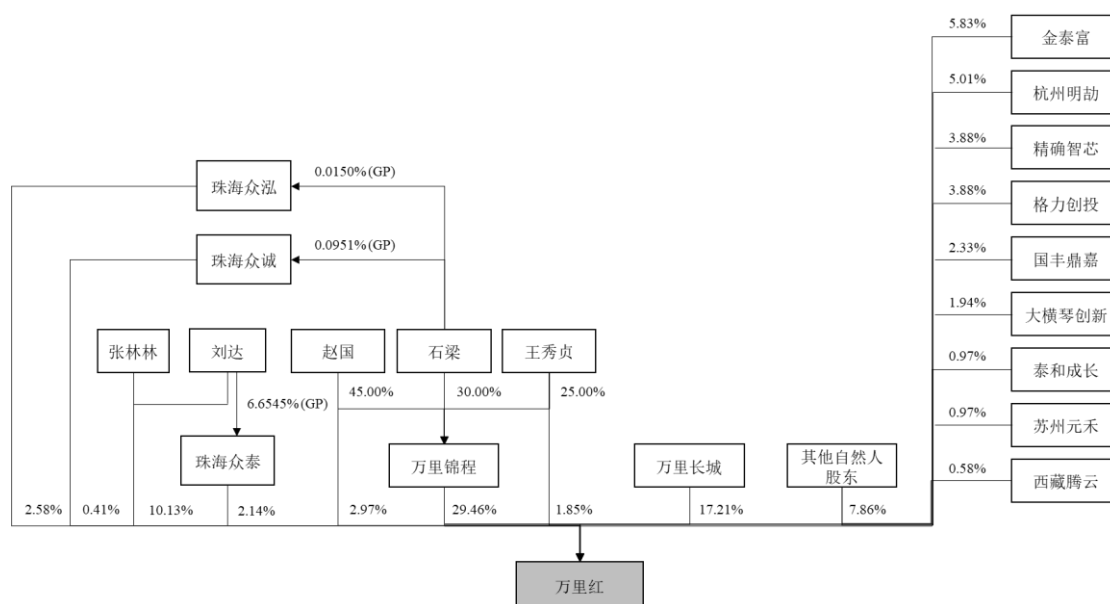 5.83%
金泰富
5.01%
杭州明劼
3.88%
精确智芯
珠海众泓
0.0150%(GP)
3.88%
格力创投
珠海众诚
0.0951%(GP)
2.33%
国丰鼎嘉
1.94%
大横琴创新
张林林
刘达
赵国
石梁
王秀贞
0.97%
泰和成长
6.6545%(GP)
45.00%
30.00%
25.00%
0.97%
苏州元禾
珠海众泰
万里锦程
万里长城
其他自然人
股东
0.58%
西藏腾云
2.58%
0.41%
10.13%
2.14%
2.97%
29.46%
1.85%
17.21%
7.86%
万里红